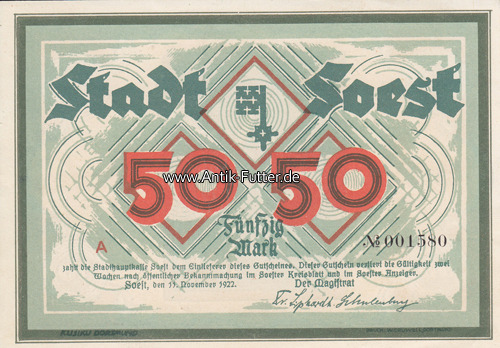 Stadt Soest
50 50
www.Antik-Futter.de
Fünfzig
Mark
A
№ 001580
zahlt die Stadthauptkasse Soest dem Einlieferer dieses Gutscheines. Dieser Gutschein verliert die Gültigkeit zwei
Wochen nach öffentlicher Bekanntmachung im Soester Kreisblatt und im Soester Anzeiger.
Soest, den 11. November 1922. Der Magistrat